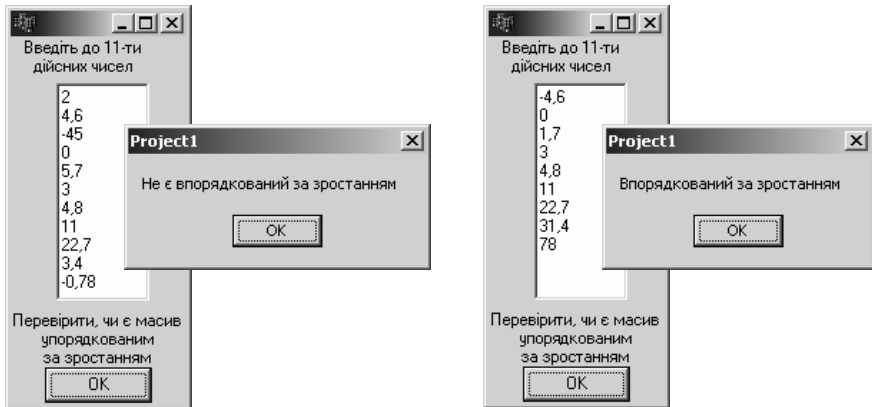 Введіть до 11-ти
дійсних чисел
2
4,6
-45
0
5,7
3
4,8
11
22,7
3,4
-0,78
Project1
Не є впорядкований за зростанням
OK
Перевірити, чи є масив
упорядкованим
за зростанням
OK
Введіть до 11-ти
дійсних чисел
-4,6
0
1,7
3
4,8
11
22,7
31,4
78
Project1
Впорядкований за зростанням
OK
Перевірити, чи є масив
упорядкованим
за зростанням
OK